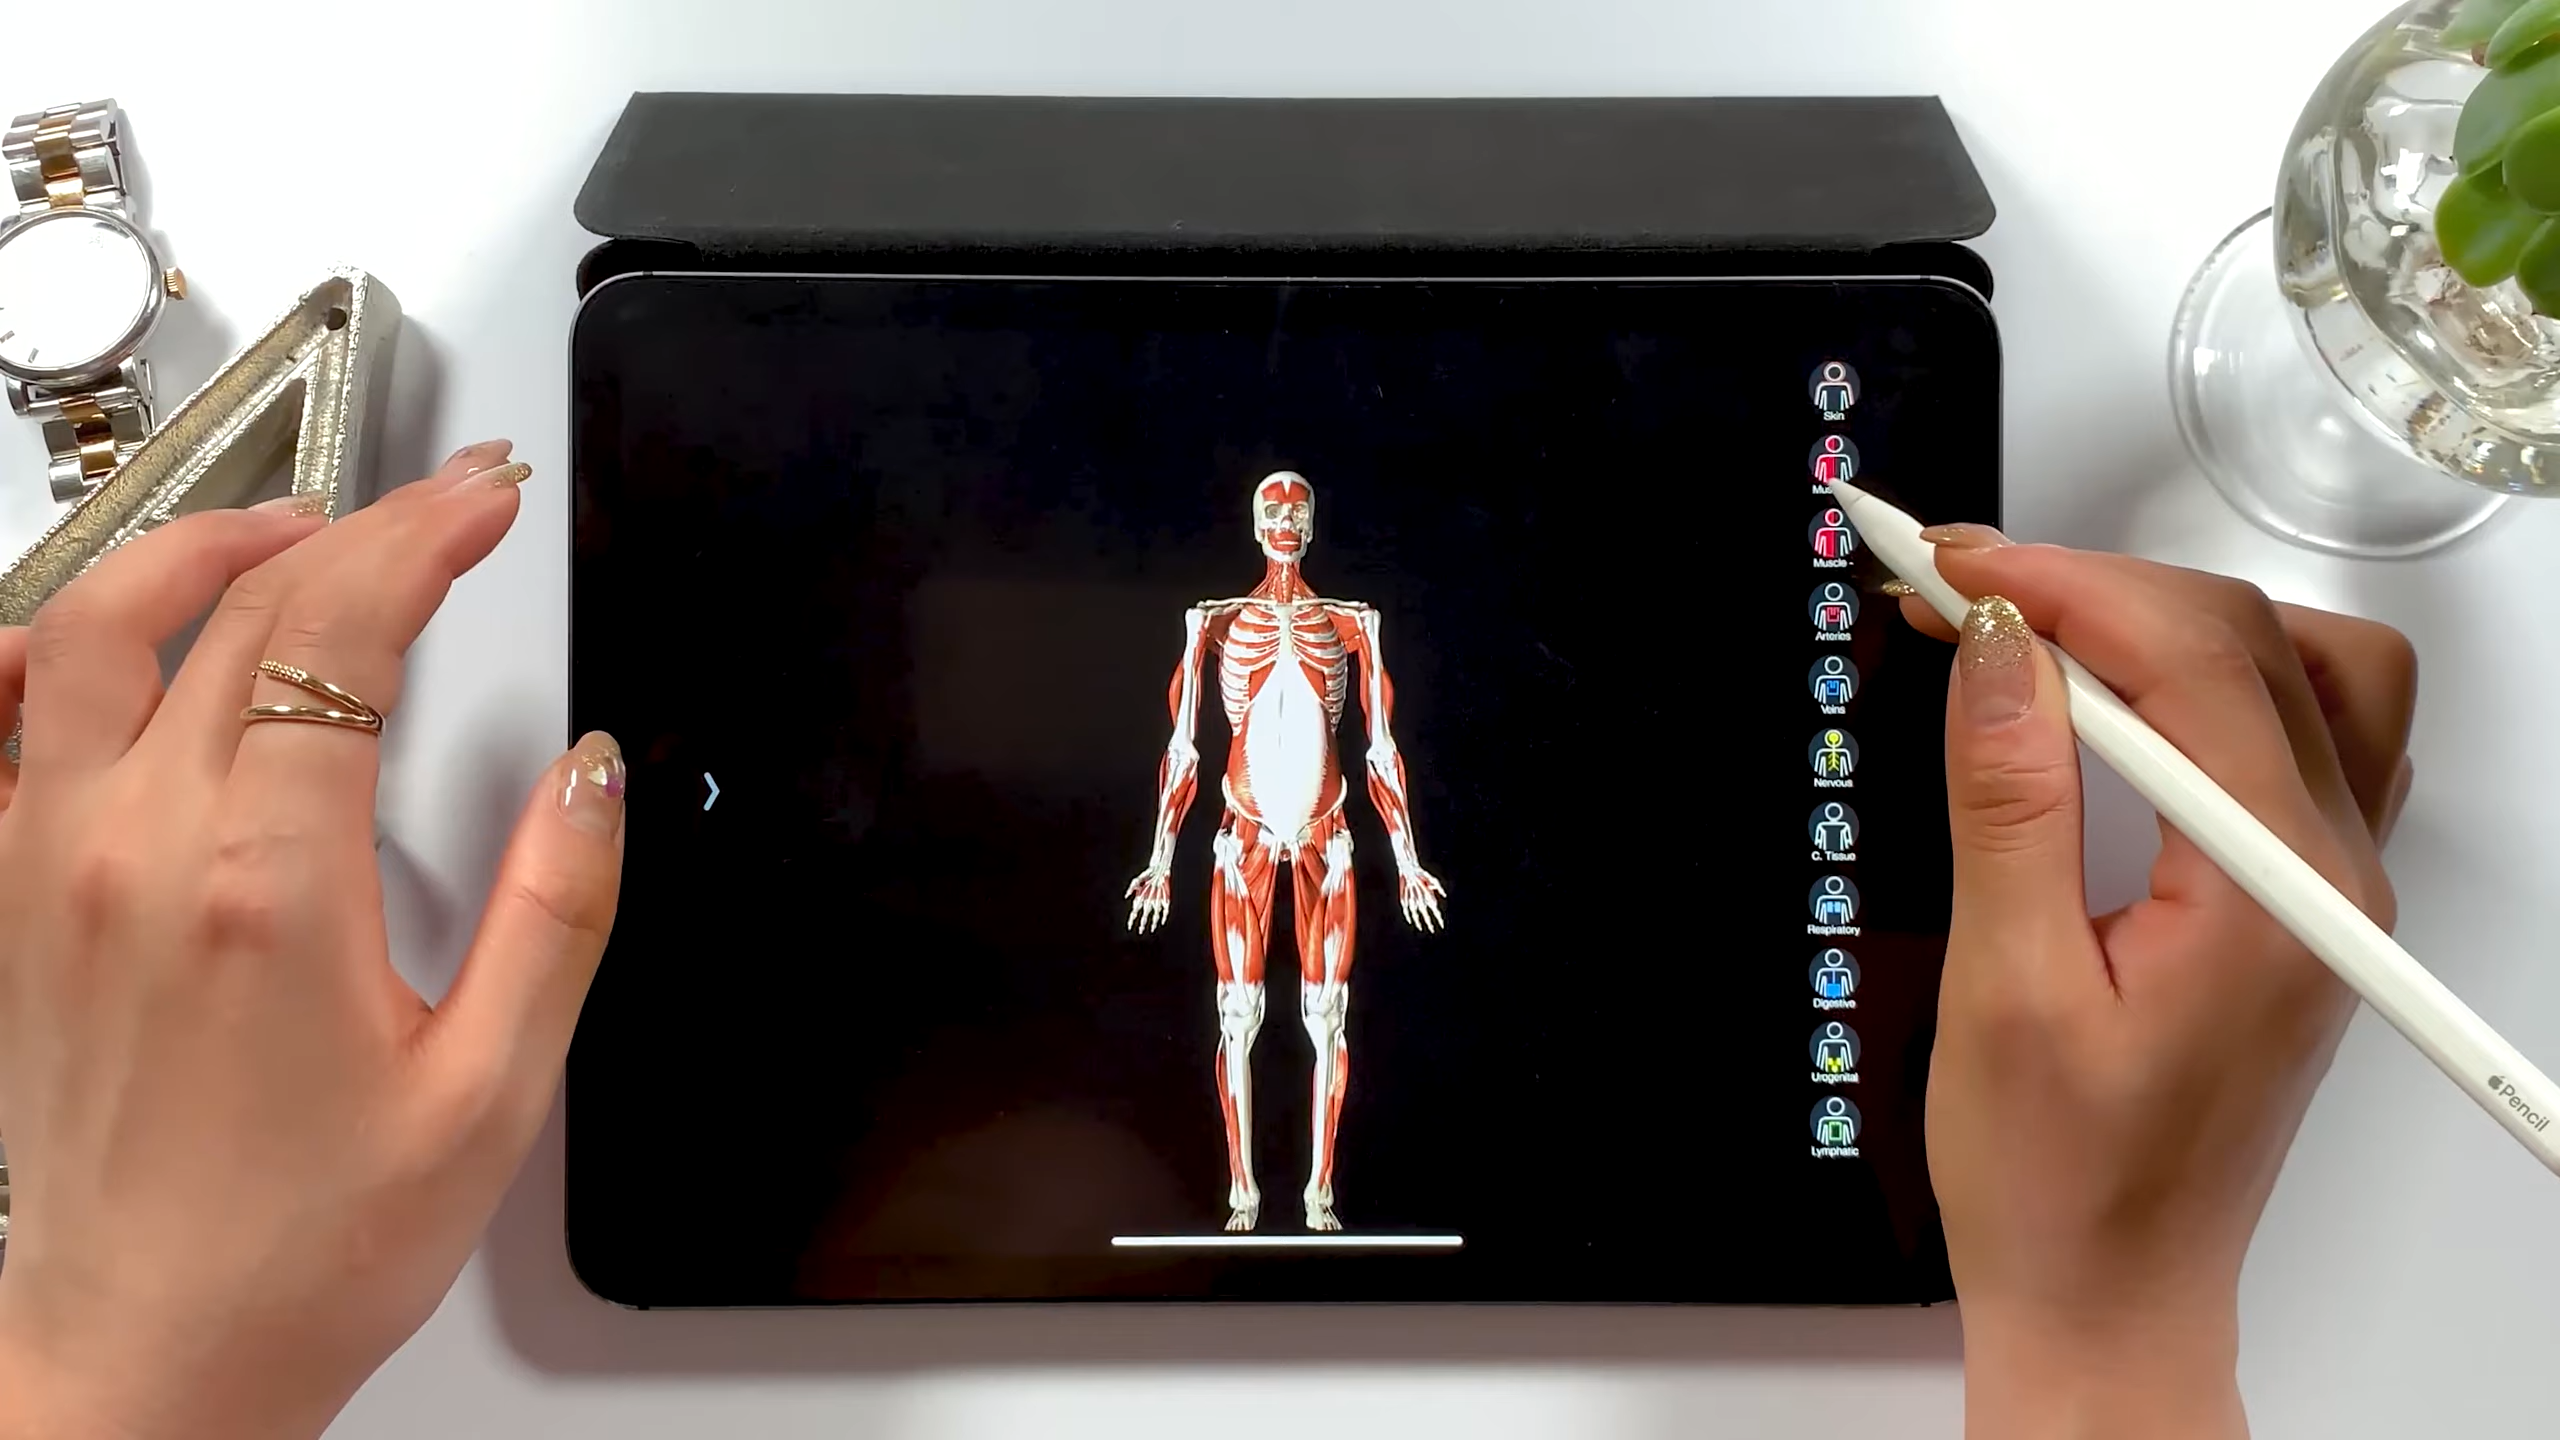 Skin
Muscle -
Arteries
Veins
Nervous
C. Tissue
Respiratory
Digestive
Urogenital
Lymphatic
Pencil